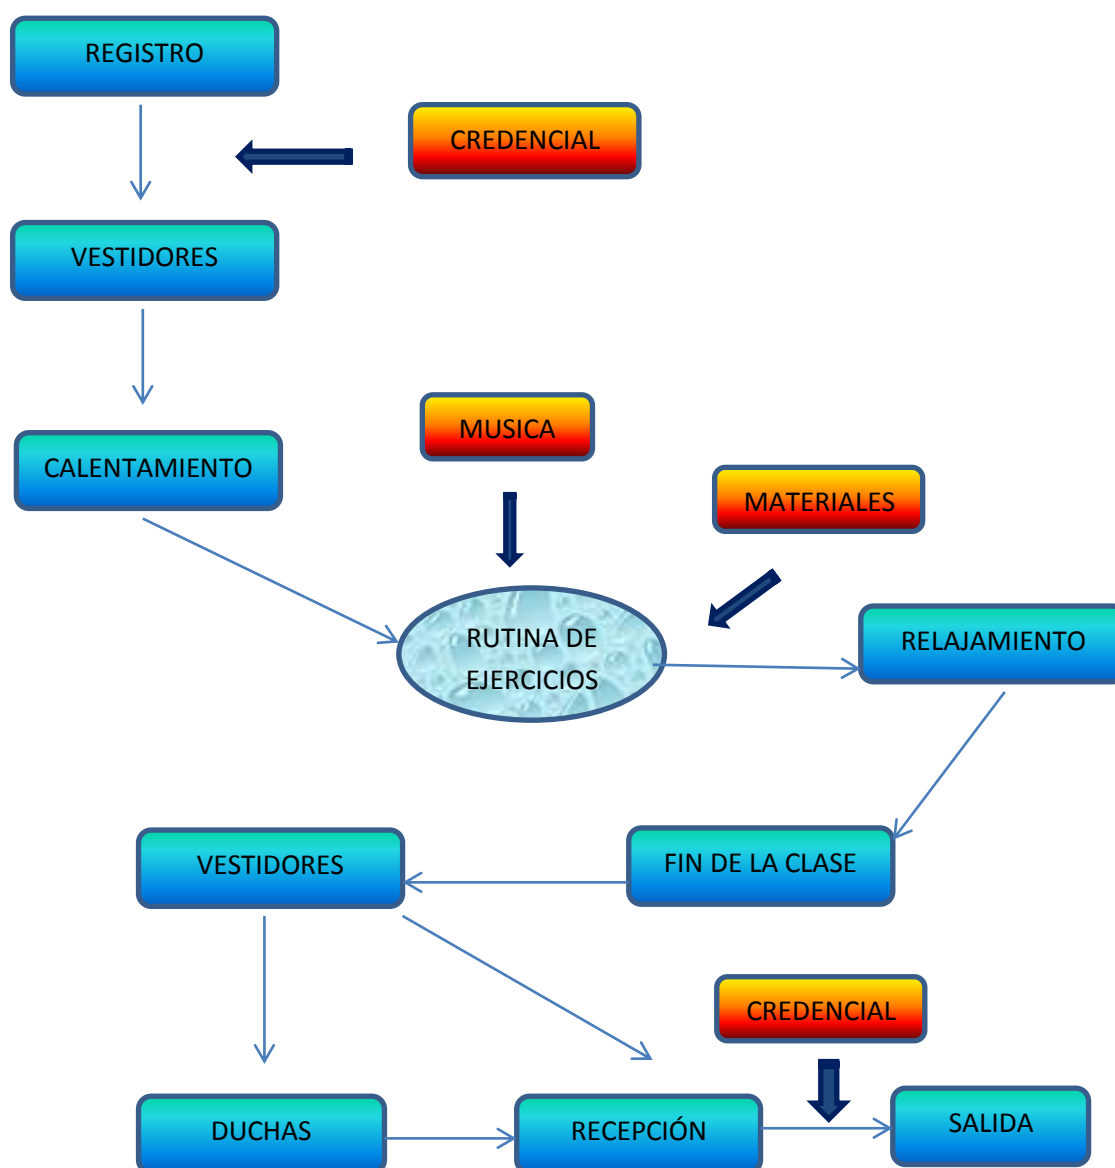 REGISTRO
CREDENCIAL
VESTIDORES
MUSICA
CALENTAMIENTO
MATERIALES
RUTINA DE
EJERCICIOS
RELAJAMIENTO
VESTIDORES
FIN DE LA CLASE
CREDENCIAL
DUCHAS
RECEPCIÓN
SALIDA